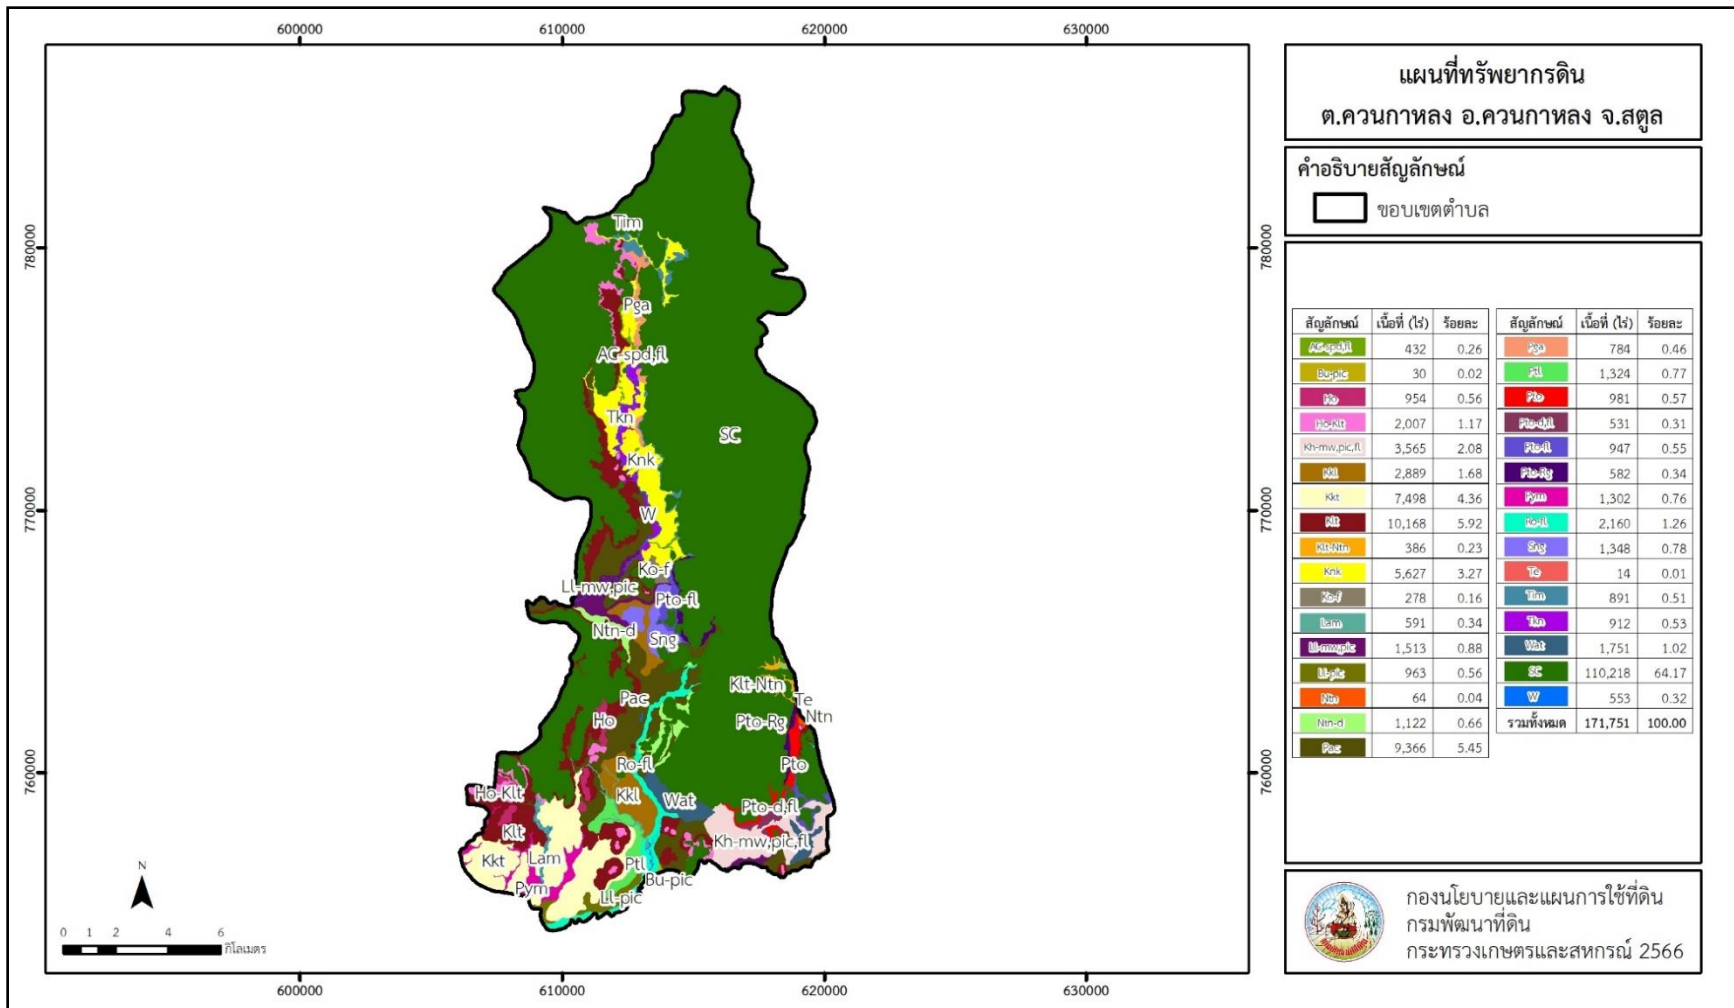 600000 610000 620000 630000
780000 780000
770000 770000
760000 760000
600000 610000 620000 630000
Tim
Pga
AC-spd,fl
Tkn
SC
Knk
W
Ko-f
Ll-mw,pic
Pto-fl
Ntn-d
Sng
Klt-Ntn
Pac
Te
Ho
Pto-Rg
Ntn
Ro-fl
Pto
Ho-Klt
Kkl
Wat
Pto-d,fl
Klt
Kh-mw,pic,fl
Kkt
Lam
Ptl
Pym
Bu-pic
Ll-pic
N
0 1 2 4 6
กิโลเมตร
แผนที่ทรัพยากรดิน
ต.ควนกาหลง อ.ควนกาหลง จ.สตูล
คำอธิบายสัญลักษณ์
ขอบเขตตำบล
สัญลักษณ์ เนื้อที่ (ไร่) ร้อยละ
AC-spd,fl 432 0.26
Bu-pic 30 0.02
Ho 954 0.56
Ho-Klt 2,007 1.17
Kh-mw,pic,fl 3,565 2.08
Kkl 2,889 1.68
Kkt 7,498 4.36
Klt 10,168 5.92
Klt-Ntn 386 0.23
Knk 5,627 3.27
Ko-f 278 0.16
Lam 591 0.34
Ll-mw,pic 1,513 0.88
Ll-pic 963 0.56
Ntn 64 0.04
Ntn-d 1,122 0.66
Pac 9,366 5.45
สัญลักษณ์ เนื้อที่ (ไร่) ร้อยละ
Pga 784 0.46
Ptl 1,324 0.77
Pto 981 0.57
Pto-d,fl 531 0.31
Pto-fl 947 0.55
Pto-Rg 582 0.34
Pym 1,302 0.76
Ro-fl 2,160 1.26
Sng 1,348 0.78
Te 14 0.01
Tim 891 0.51
Tkn 912 0.53
Wat 1,751 1.02
SC 110,218 64.17
W 553 0.32
รวมทั้งหมด 171,751 100.00
กองนโยบายและแผนการใช้ที่ดิน
กรมพัฒนาที่ดิน
กระทรวงเกษตรและสหกรณ์ 2566